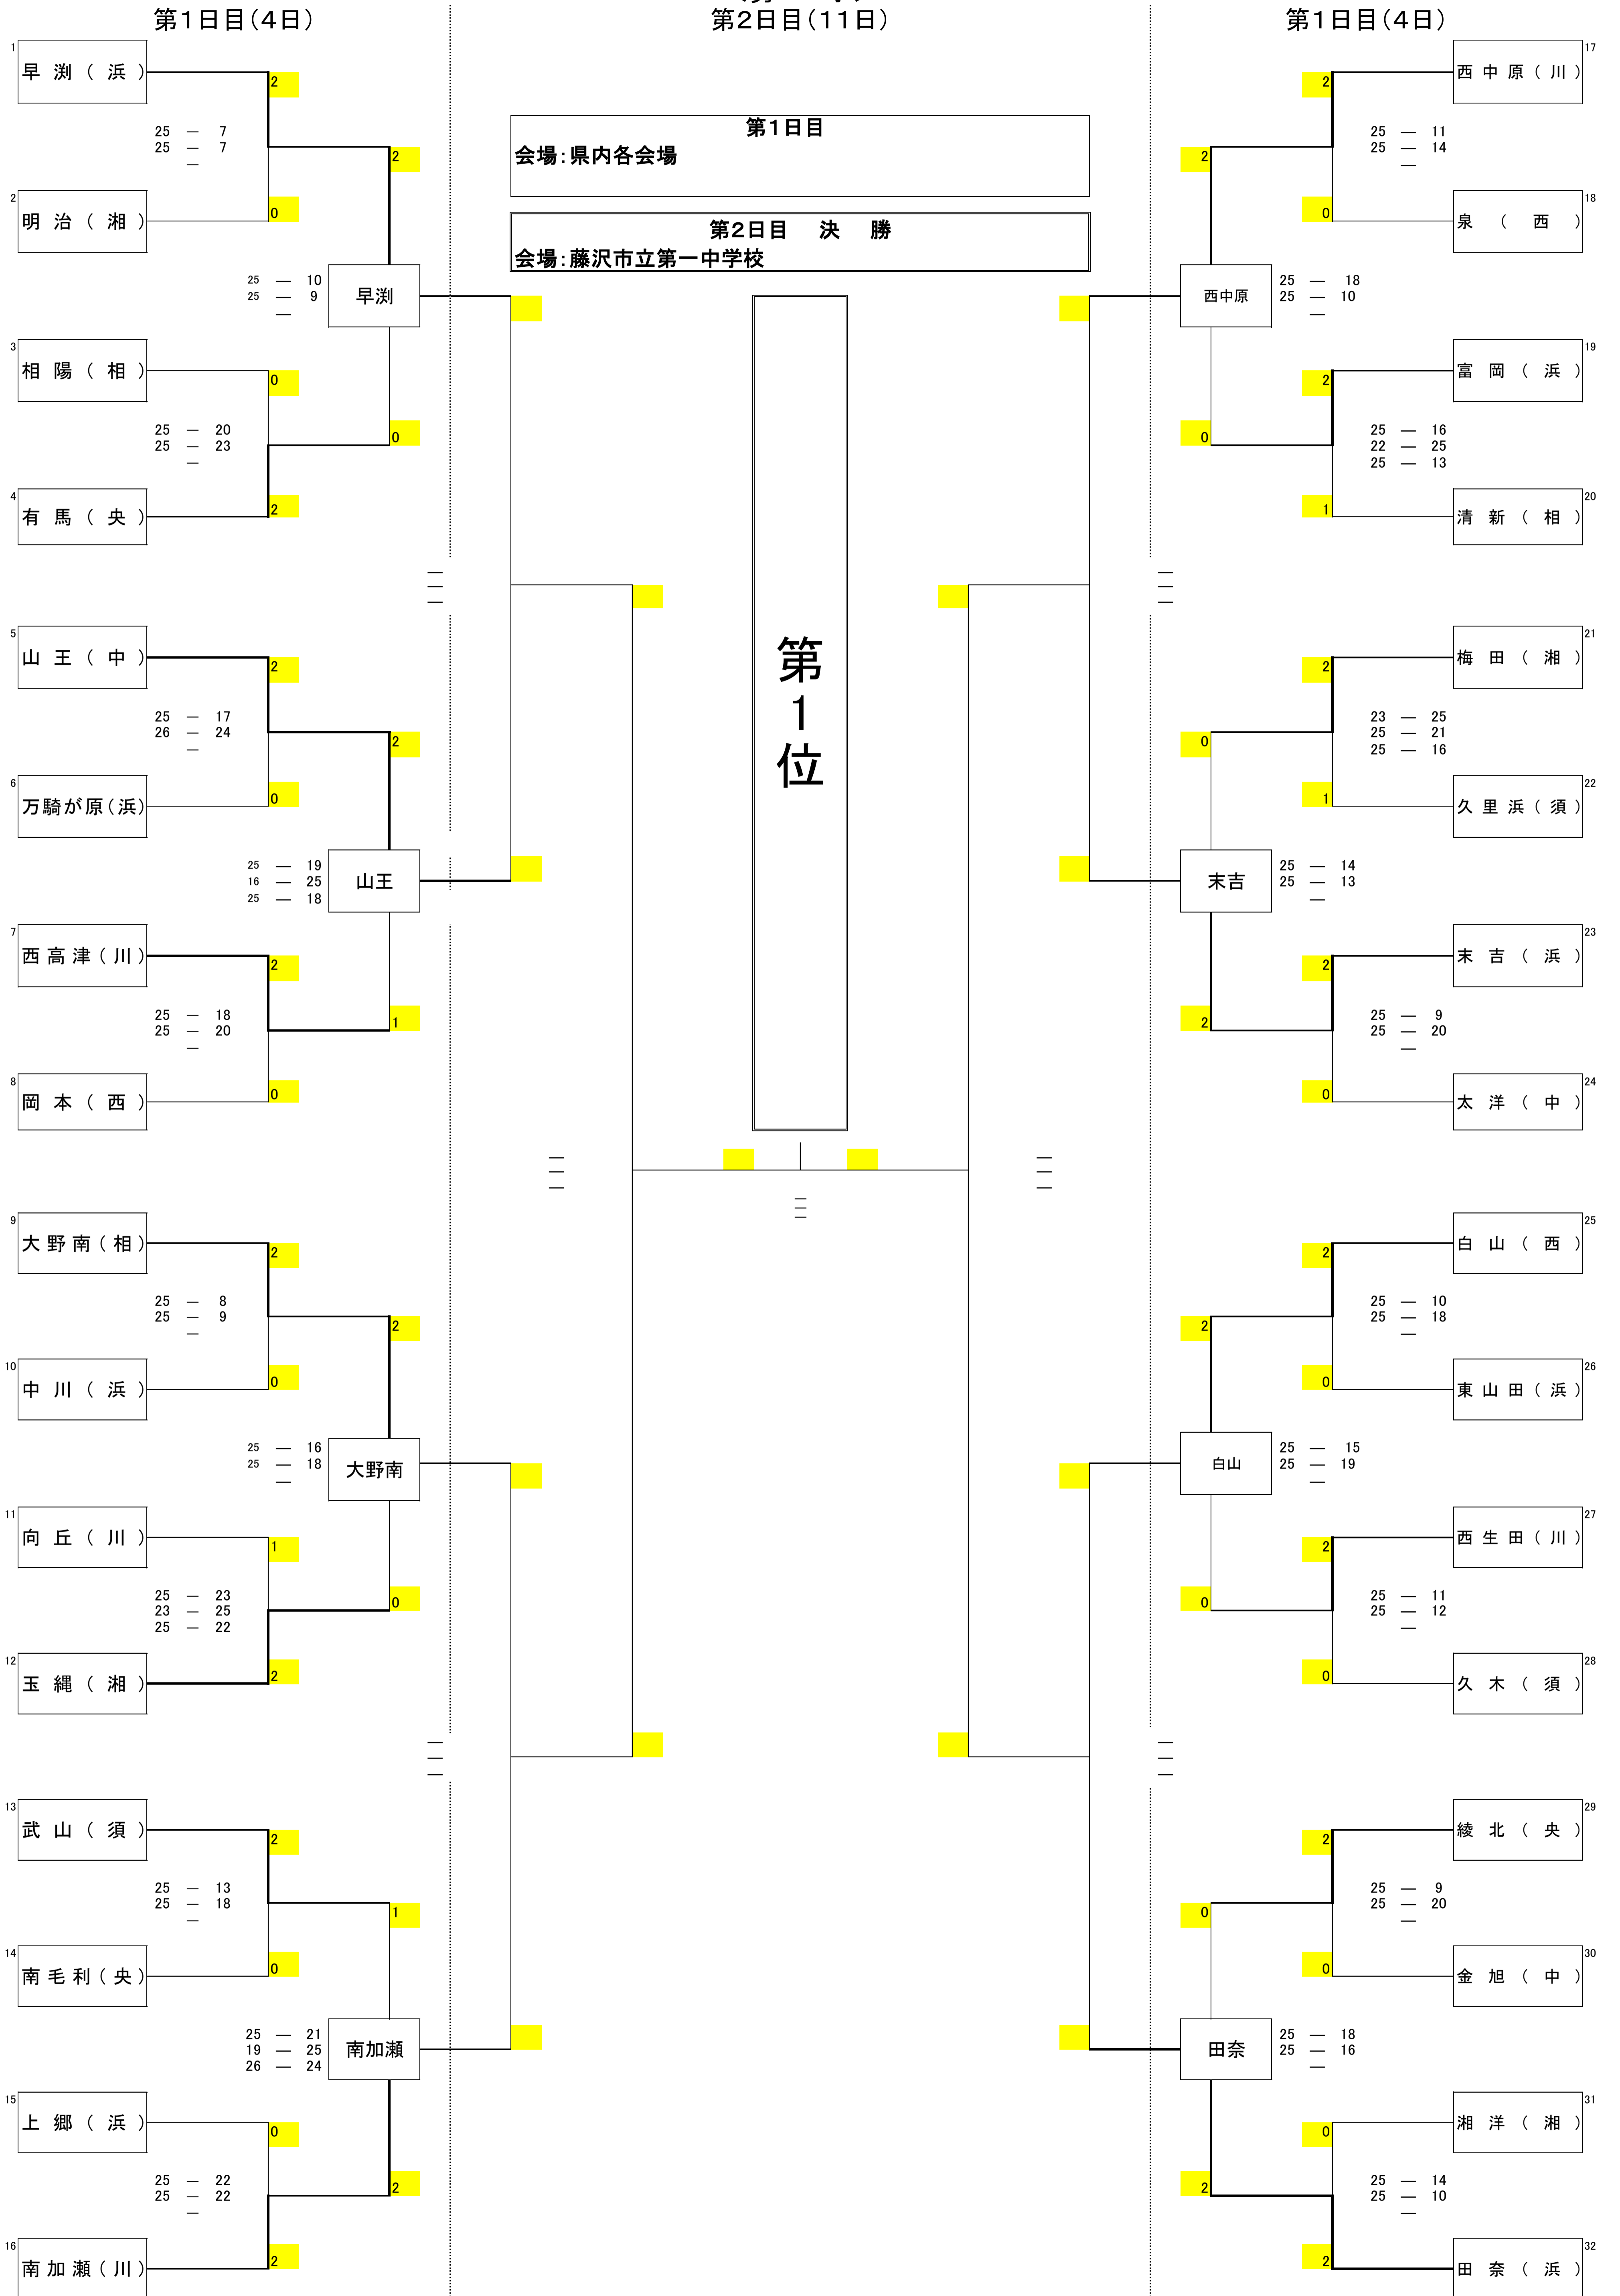 第1日目(4日)
第2日目(11日)
第1日目(4日)
第1日目
会場:県内各会場
第2日目 決 勝
会場:藤沢市立第一中学校
第1位
1
早 渕 ( 浜 )
2
25 — 7
25 — 7
—
2
明 治 ( 湘 )
0
2
25 — 10
25 — 9
—
早渕
0
3
相 陽 ( 相 )
0
25 — 20
25 — 23
—
4
有 馬 ( 央 )
2
—
—
—
5
山 王 ( 中 )
2
25 — 17
26 — 24
—
6
万騎が原(浜)
0
2
25 — 19
16 — 25
25 — 18
山王
1
7
西高津(川)
2
25 — 18
25 — 20
—
8
岡 本 ( 西 )
0
—
—
—
9
大野南(相)
2
25 — 8
25 — 9
—
10
中 川 ( 浜 )
0
2
25 — 16
25 — 18
—
大野南
0
11
向 丘 ( 川 )
1
25 — 23
23 — 25
25 — 22
12
玉 縄 ( 湘 )
2
—
—
—
13
武 山 ( 須 )
2
25 — 13
25 — 18
—
14
南毛利(央)
0
1
25 — 21
19 — 25
26 — 24
南加瀬
2
15
上 郷 ( 浜 )
0
25 — 22
25 — 22
—
16
南加瀬(川)
2
—
—
—
17
西中原(川)
2
25 — 11
25 — 14
—
18
泉 ( 西 )
0
2
西中原
25 — 18
25 — 10
—
0
19
富 岡 ( 浜 )
2
25 — 16
22 — 25
25 — 13
20
清 新 ( 相 )
1
—
—
—
21
梅 田 ( 湘 )
2
23 — 25
25 — 21
25 — 16
22
久里浜(須)
1
0
末吉
25 — 14
25 — 13
—
2
23
末 吉 ( 浜 )
2
25 — 9
25 — 20
—
24
太 洋 ( 中 )
0
—
—
—
25
白 山 ( 西 )
2
25 — 10
25 — 18
—
26
東山田(浜)
0
2
白山
25 — 15
25 — 19
—
0
27
西生田(川)
2
25 — 11
25 — 12
—
28
久 木 ( 須 )
0
—
—
—
29
綾 北 ( 央 )
2
25 — 9
25 — 20
—
30
金 旭 ( 中 )
0
0
田奈
25 — 18
25 — 16
—
2
31
湘 洋 ( 湘 )
0
25 — 14
25 — 10
—
32
田 奈 ( 浜 )
2